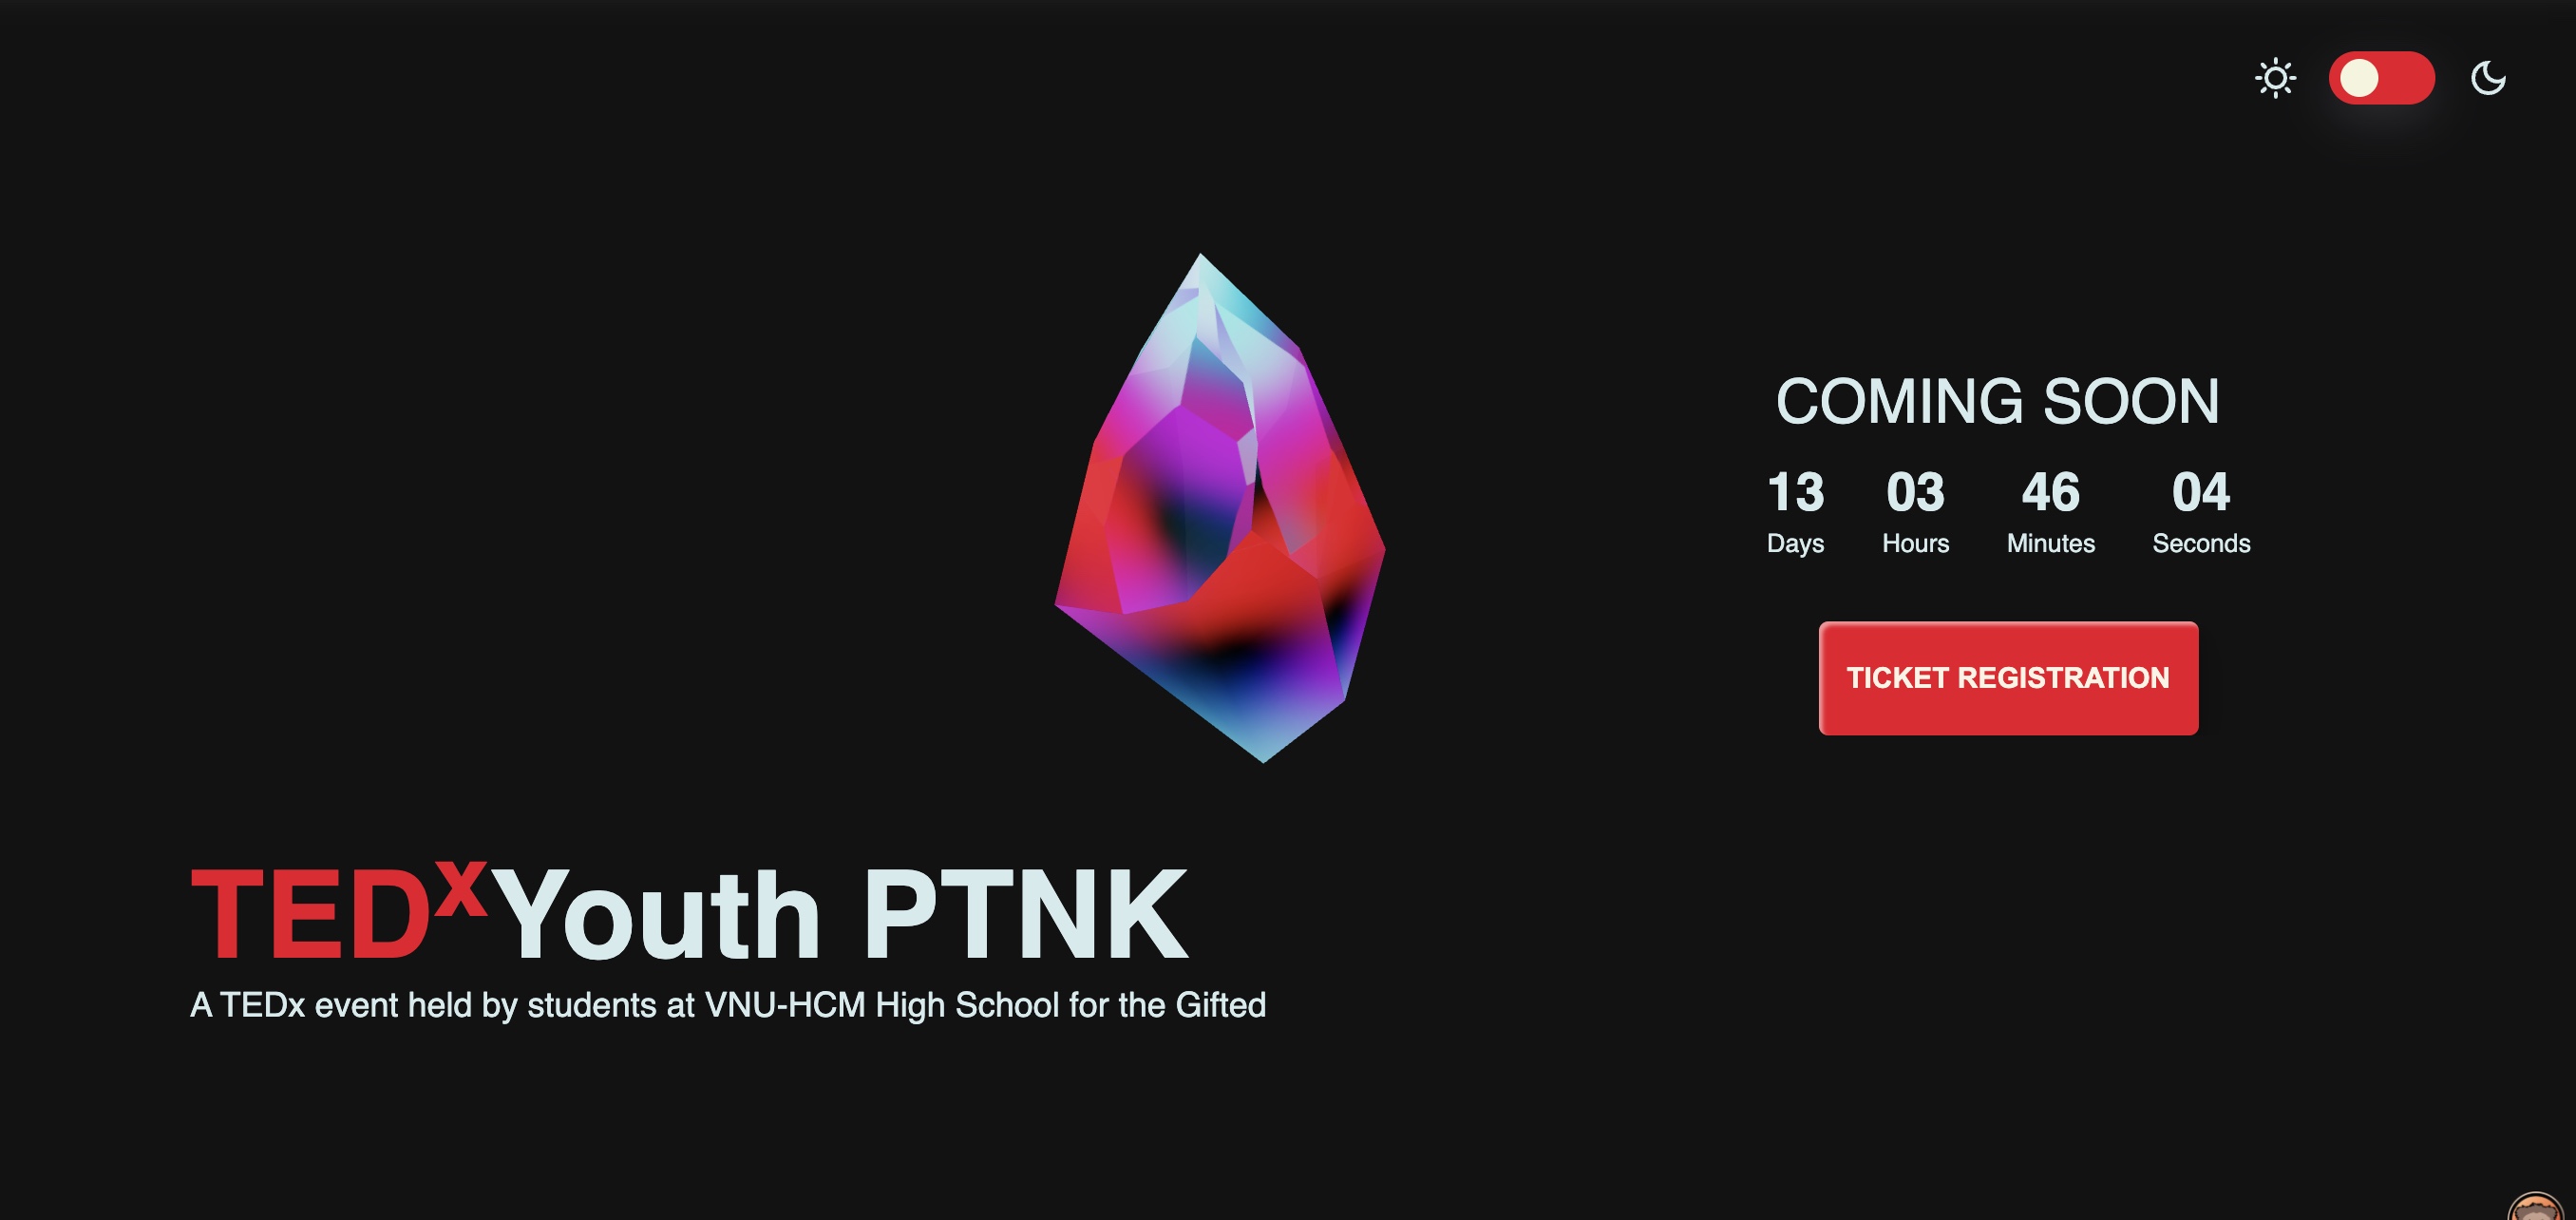 COMING SOON
13 03 46 04
Days Hours Minutes Seconds
TICKET REGISTRATION
TEDxYouth PTNK
A TEDx event held by students at VNU-HCM High School for the Gifted